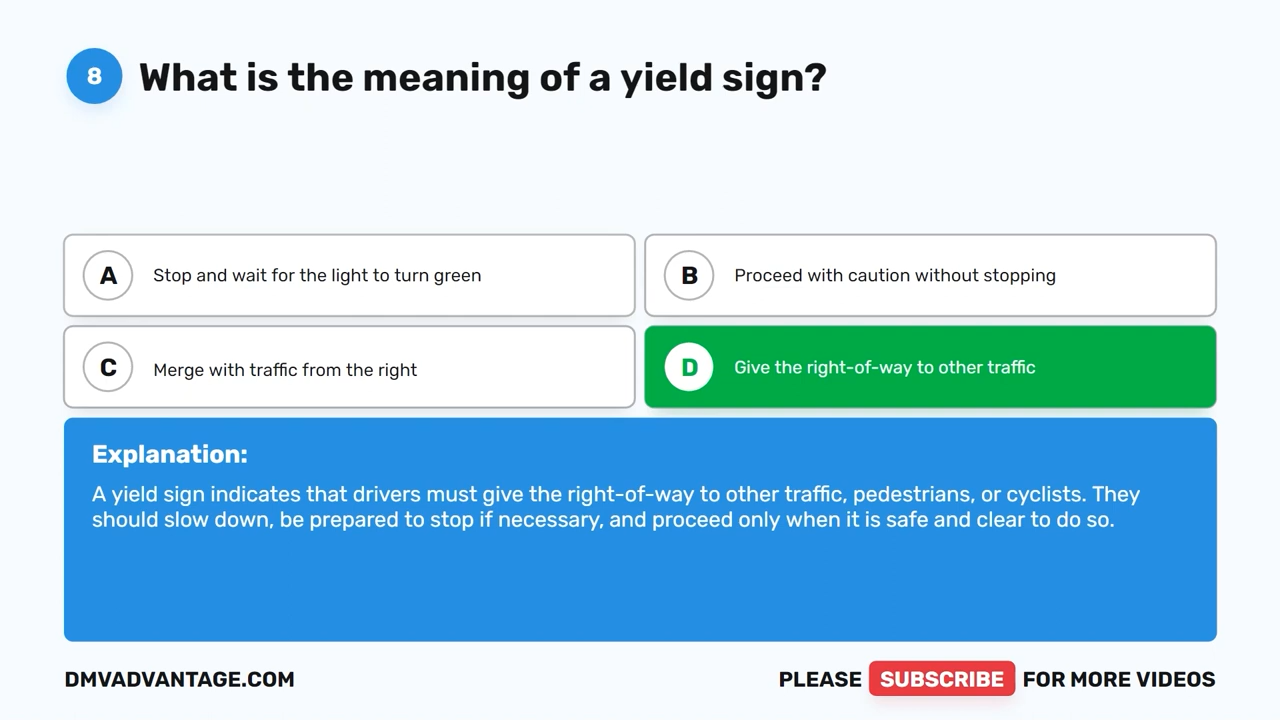 8 What is the meaning of a yield sign?
A Stop and wait for the light to turn green
B Proceed with caution without stopping
C Merge with traffic from the right
D Give the right-of-way to other traffic
Explanation:
A yield sign indicates that drivers must give the right-of-way to other traffic, pedestrians, or cyclists. They
should slow down, be prepared to stop if necessary, and proceed only when it is safe and clear to do so.
DMVADVANTAGE.COM
PLEASE SUBSCRIBE FOR MORE VIDEOS